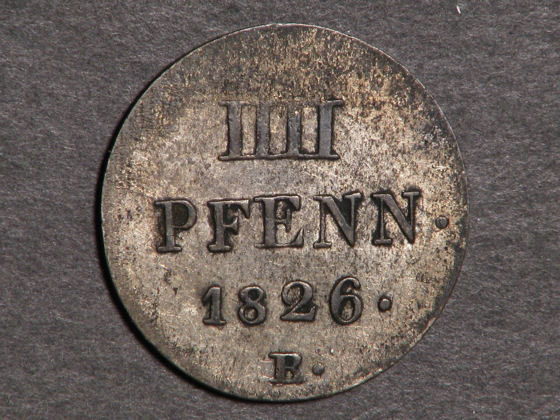 IIII
PFENN.
1826.
B.